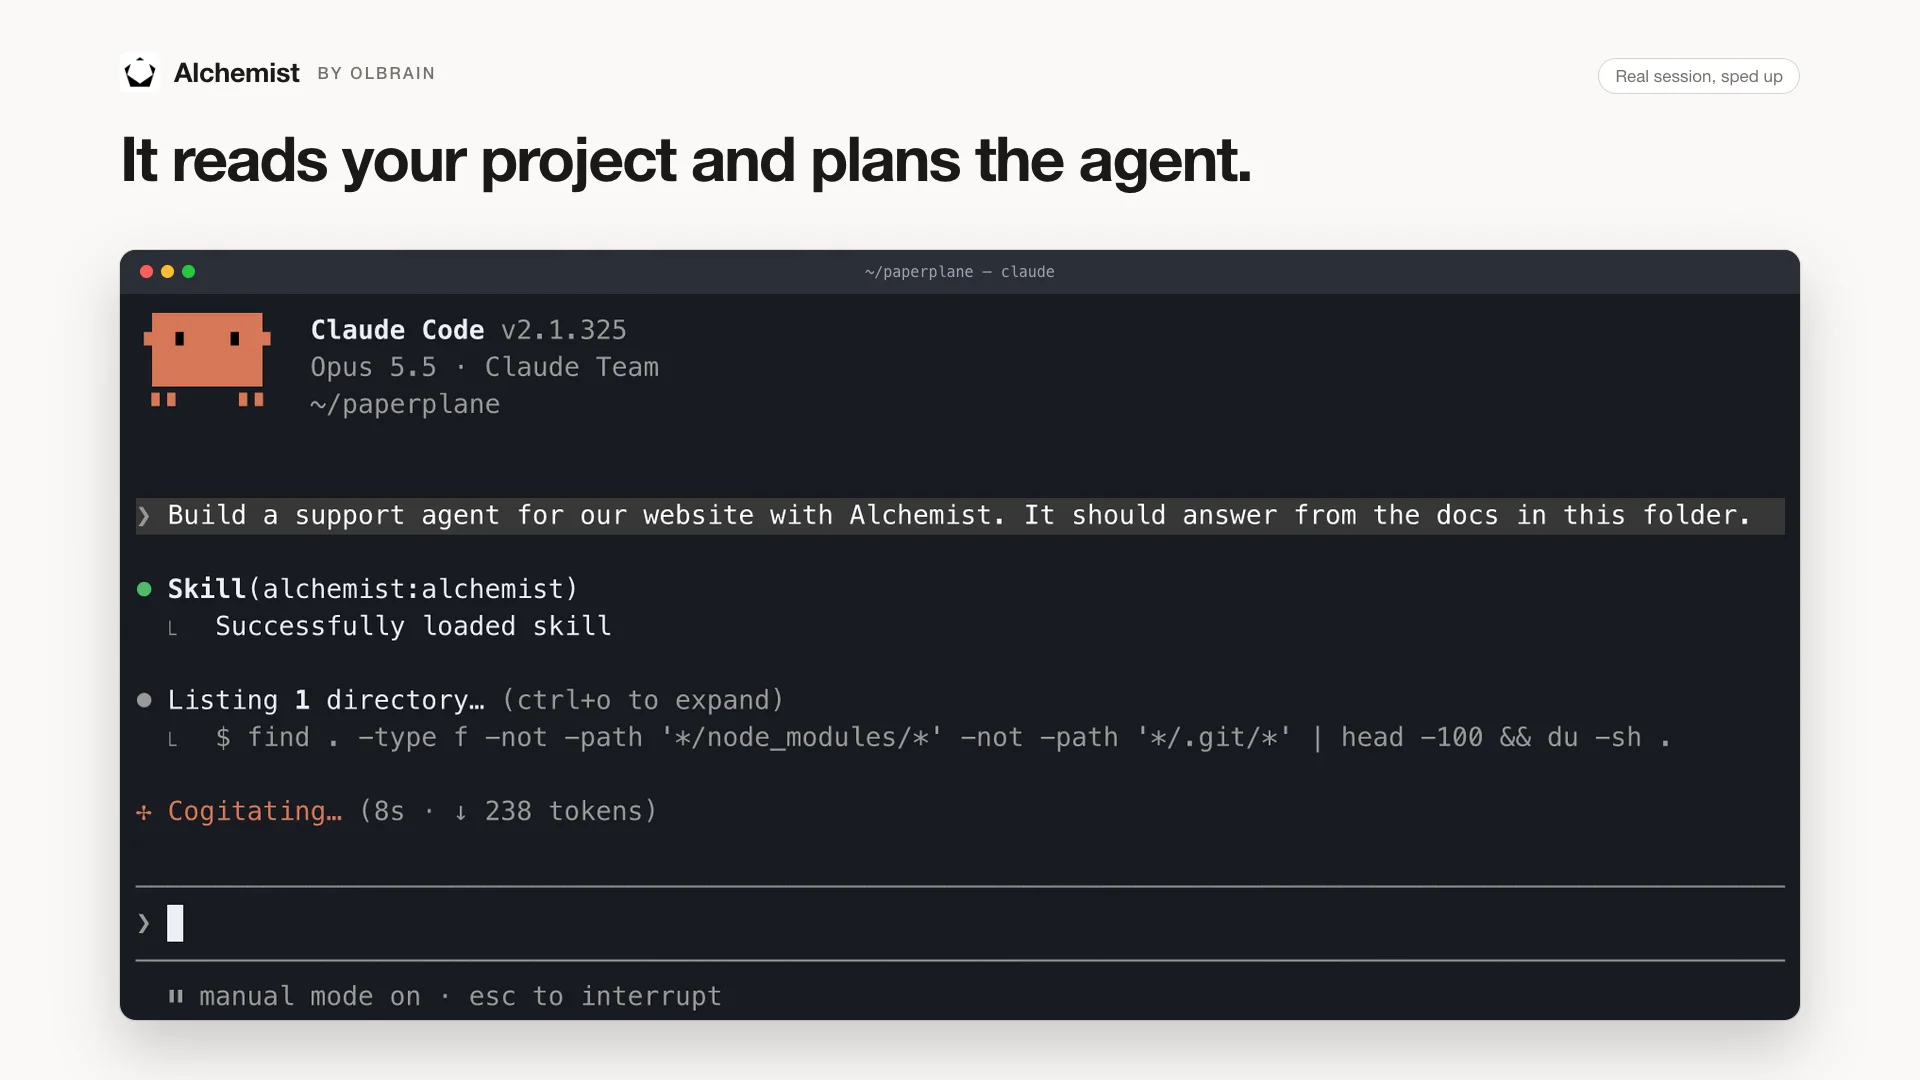 Alchemist BY OLBRAIN
Real session, sped up
It reads your project and plans the agent.
~/paperplane — claude
Claude Code v2.1.325
Opus 5.5 · Claude Team
~/paperplane
❯ Build a support agent for our website with Alchemist. It should answer from the docs in this folder.
● Skill(alchemist:alchemist)
└ Successfully loaded skill
● Listing 1 directory… (ctrl+o to expand)
└ $ find . -type f -not -path '*/node_modules/*' -not -path '*/.git/*' | head -100 && du -sh .
✢ Cogitating… (8s · ↓ 238 tokens)
❯
⏸ manual mode on · esc to interrupt